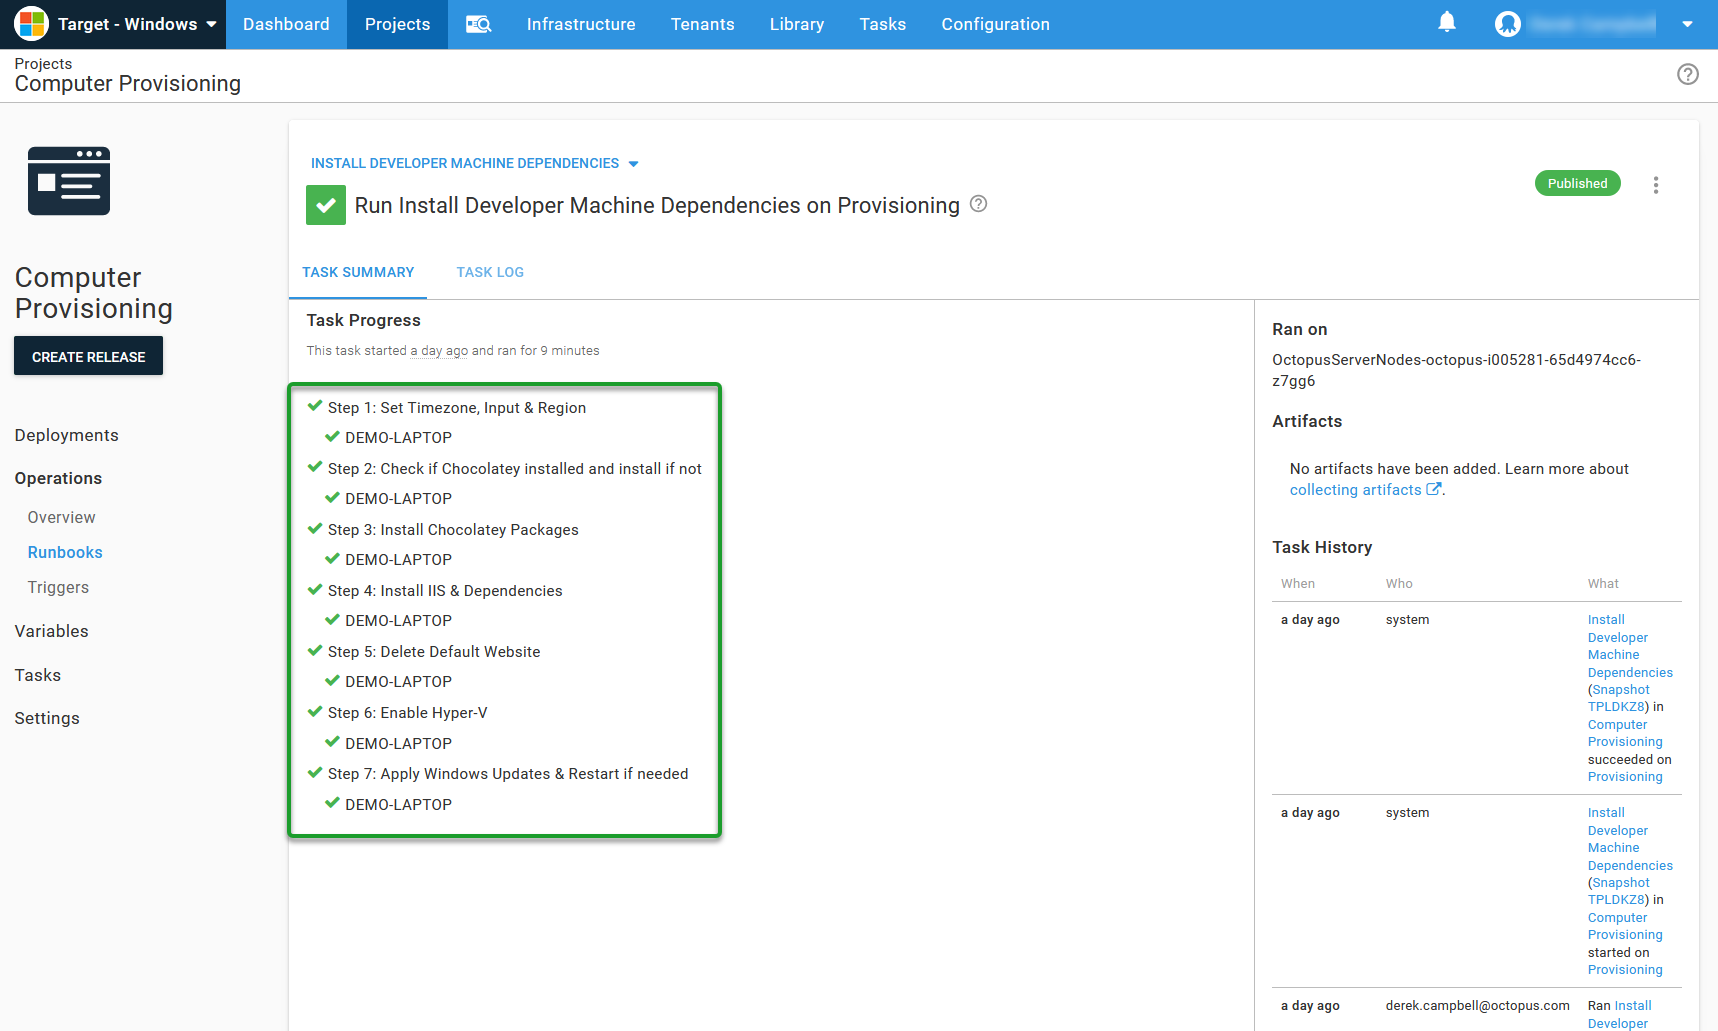 Target - Windows
Dashboard
Projects
Infrastructure
Tenants
Library
Tasks
Configuration
Projects
Computer Provisioning
Computer
Provisioning
CREATE RELEASE
Deployments
Operations
Overview
Runbooks
Triggers
Variables
Tasks
Settings
INSTALL DEVELOPER MACHINE DEPENDENCIES
Run Install Developer Machine Dependencies on Provisioning
Published
TASK SUMMARY
TASK LOG
Task Progress
This task started a day ago and ran for 9 minutes
Step 1: Set Timezone, Input & Region
DEMO-LAPTOP
Step 2: Check if Chocolatey installed and install if not
DEMO-LAPTOP
Step 3: Install Chocolatey Packages
DEMO-LAPTOP
Step 4: Install IIS & Dependencies
DEMO-LAPTOP
Step 5: Delete Default Website
DEMO-LAPTOP
Step 6: Enable Hyper-V
DEMO-LAPTOP
Step 7: Apply Windows Updates & Restart if needed
DEMO-LAPTOP
Ran on
OctopusServerNodes-octopus-i005281-65d4974cc6-
z7gg6
Artifacts
No artifacts have been added. Learn more about
collecting artifacts.
Task History
When Who What
a day ago system Install
Developer
Machine
Dependencies
(Snapshot
TPLDKZ8) in
Computer
Provisioning
succeeded on
Provisioning
a day ago system Install
Developer
Machine
Dependencies
(Snapshot
TPLDKZ8) in
Computer
Provisioning
started on
Provisioning
a day ago derek.campbell@octopus.com Ran Install
Developer